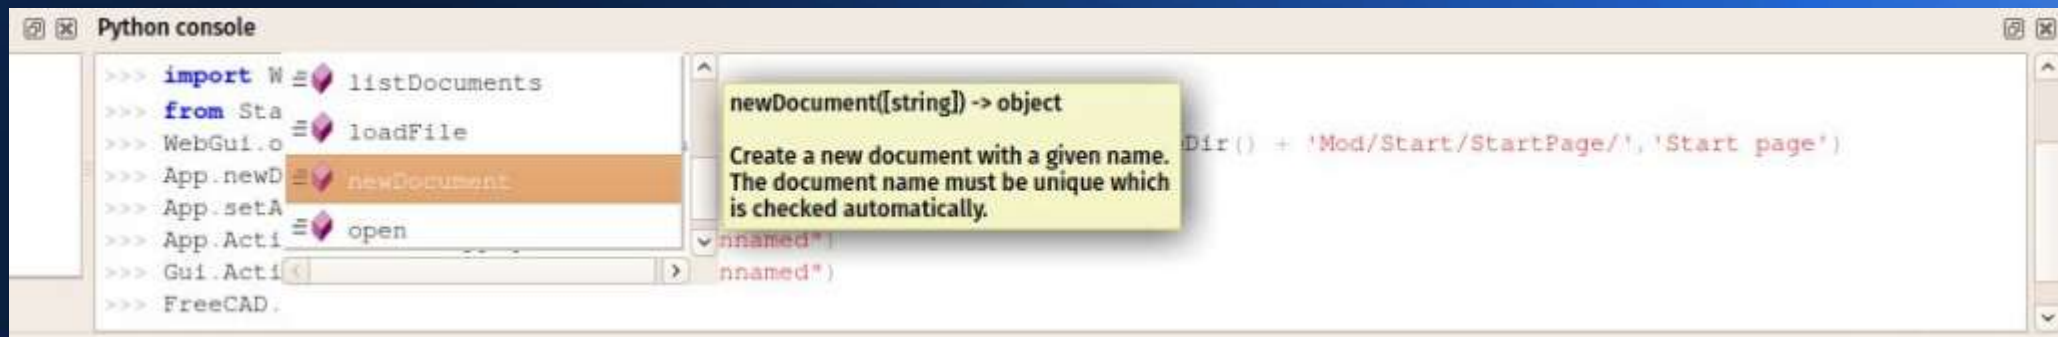 Python console
>>> import W
>>> from Sta
>>> WebGui.o Dir() + 'Mod/Start/StartPage/','Start page')
>>> App.newD
>>> App.setA
>>> App.Acti nnamed")
>>> Gui.Acti nnamed")
>>> FreeCAD.
listDocuments
loadFile
newDocument
open
newDocument([string]) -> object
Create a new document with a given name.
The document name must be unique which
is checked automatically.